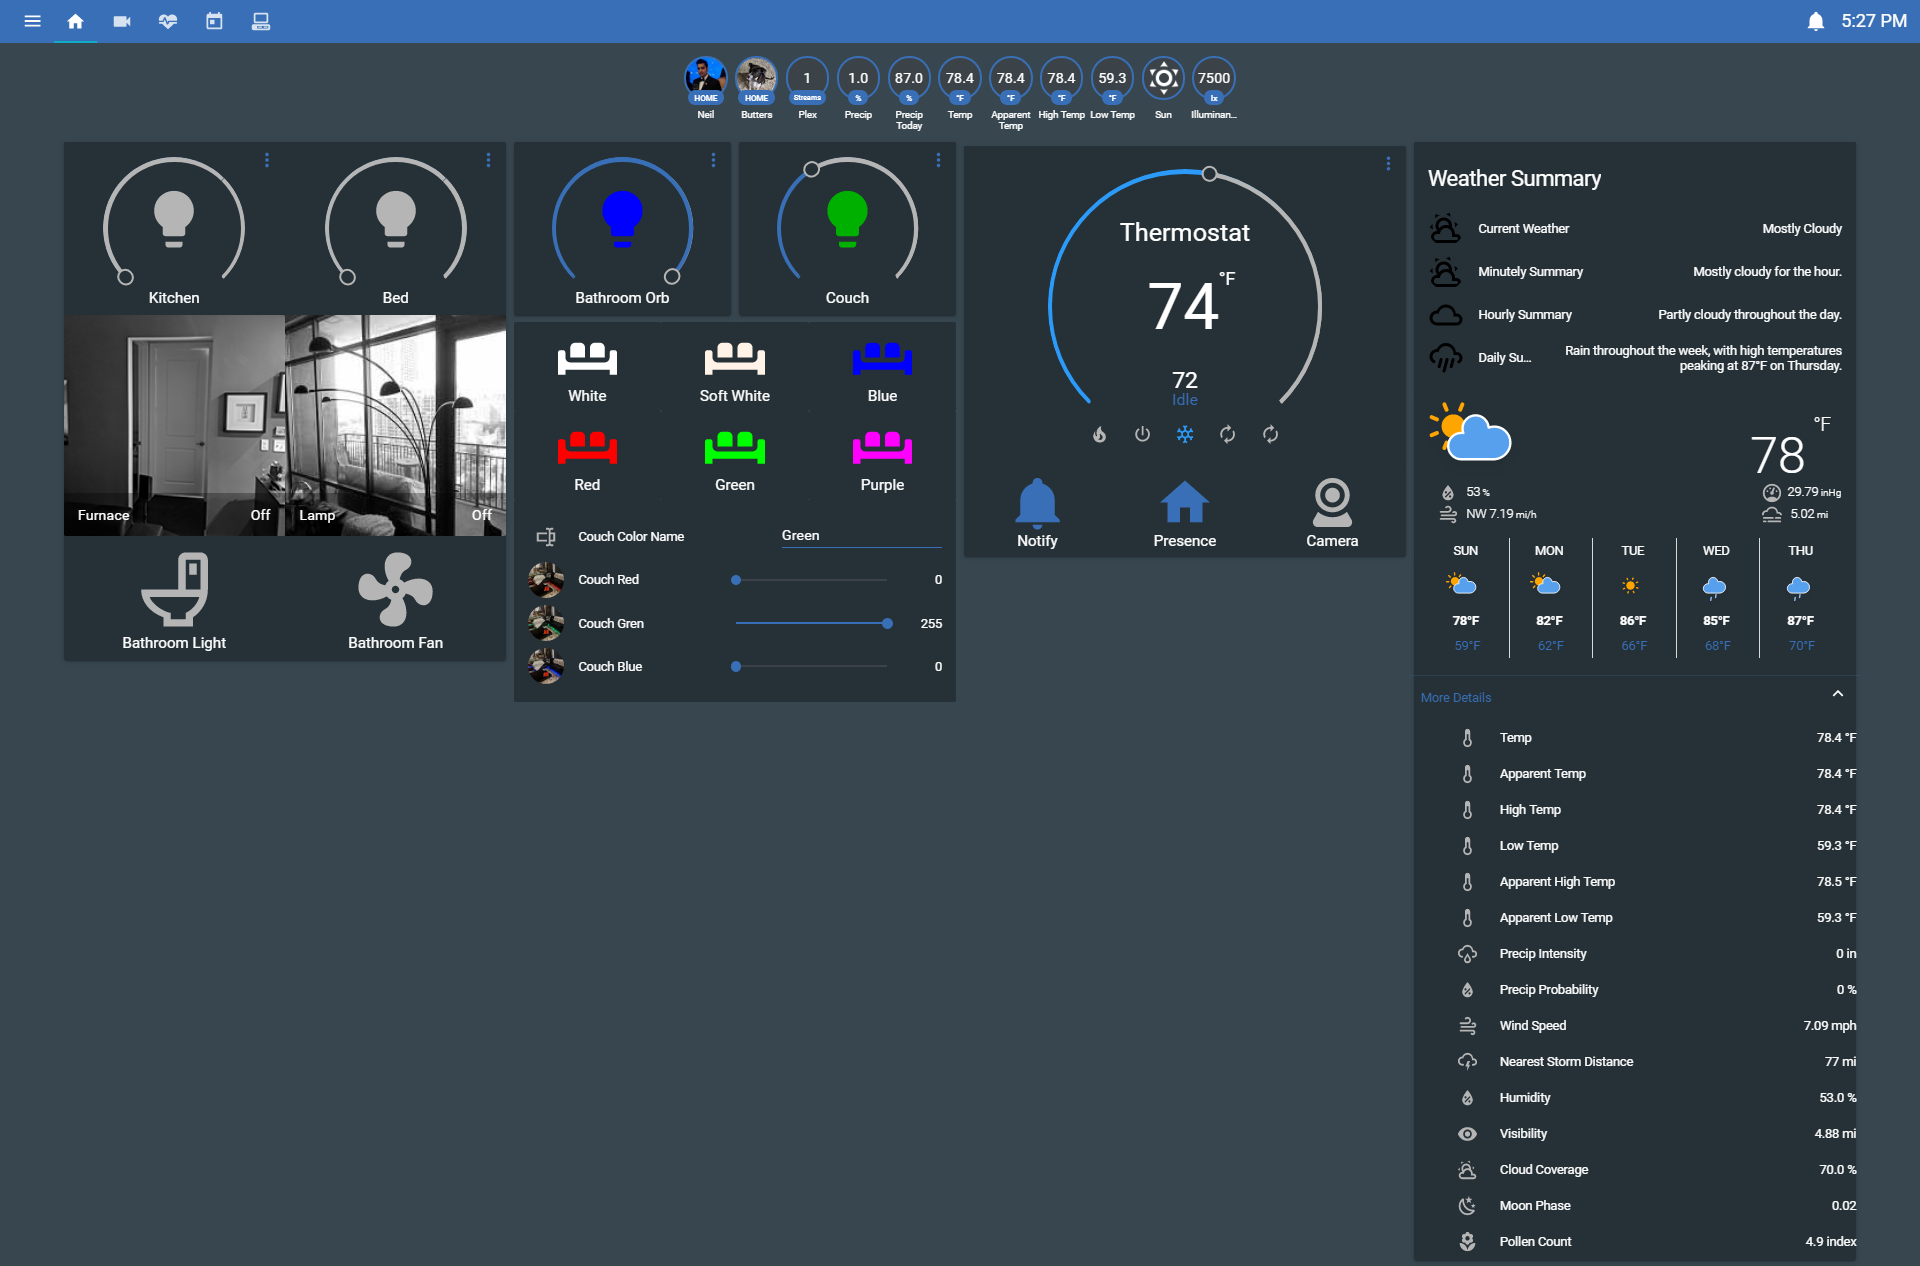 5:27 PM
HOME
Neil
HOME
Butters
1
Streams
Plex
1.0
%
Precip
87.0
%
Precip
Today
78.4
°F
Temp
78.4
°F
Apparent
Temp
78.4
°F
High Temp
59.3
°F
Low Temp
Sun
7500
lx
Illuminan...
Kitchen
Bed
Furnace Off
Lamp Off
Bathroom Light
Bathroom Fan
Bathroom Orb
Couch
White
Soft White
Blue
Red
Green
Purple
Couch Color Name Green
Couch Red 0
Couch Gren 255
Couch Blue 0
Thermostat
74 °F
72
Idle
Notify
Presence
Camera
Weather Summary
Current Weather Mostly Cloudy
Minutely Summary Mostly cloudy for the hour.
Hourly Summary Partly cloudy throughout the day.
Daily Su... Rain throughout the week, with high temperatures
peaking at 87°F on Thursday.
78 °F
53 % 29.79 inHg
NW 7.19 mi/h 5.02 mi
SUN MON TUE WED THU
78°F 82°F 86°F 85°F 87°F
59°F 62°F 66°F 68°F 70°F
More Details
Temp 78.4 °F
Apparent Temp 78.4 °F
High Temp 78.4 °F
Low Temp 59.3 °F
Apparent High Temp 78.5 °F
Apparent Low Temp 59.3 °F
Precip Intensity 0 in
Precip Probability 0 %
Wind Speed 7.09 mph
Nearest Storm Distance 77 mi
Humidity 53.0 %
Visibility 4.88 mi
Cloud Coverage 70.0 %
Moon Phase 0.02
Pollen Count 4.9 index